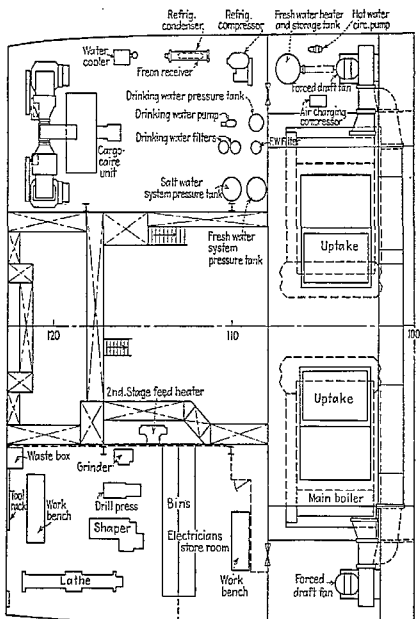 Refrig.
condenser
Refrig.
compressor
Fresh water heater
and storage tank
Hot water
circ. pump
Water
cooler
Freon receiver
Forced draft fan
Drinking water pressure tank
Air charging
compressor
Drinking water pump
Drinking water filters
F.W. Filter
Cargo-
caire
unit
Salt water
system pressure tank
Fresh water
system
pressure tank
Uptake
120
110
100
2nd. Stage feed heater
Uptake
Waste box
Grinder
Tool rack
Work
bench
Drill press
Shaper
Bins
Electricians
store room
Main boiler
Lathe
Work
bench
Forced
draft fan